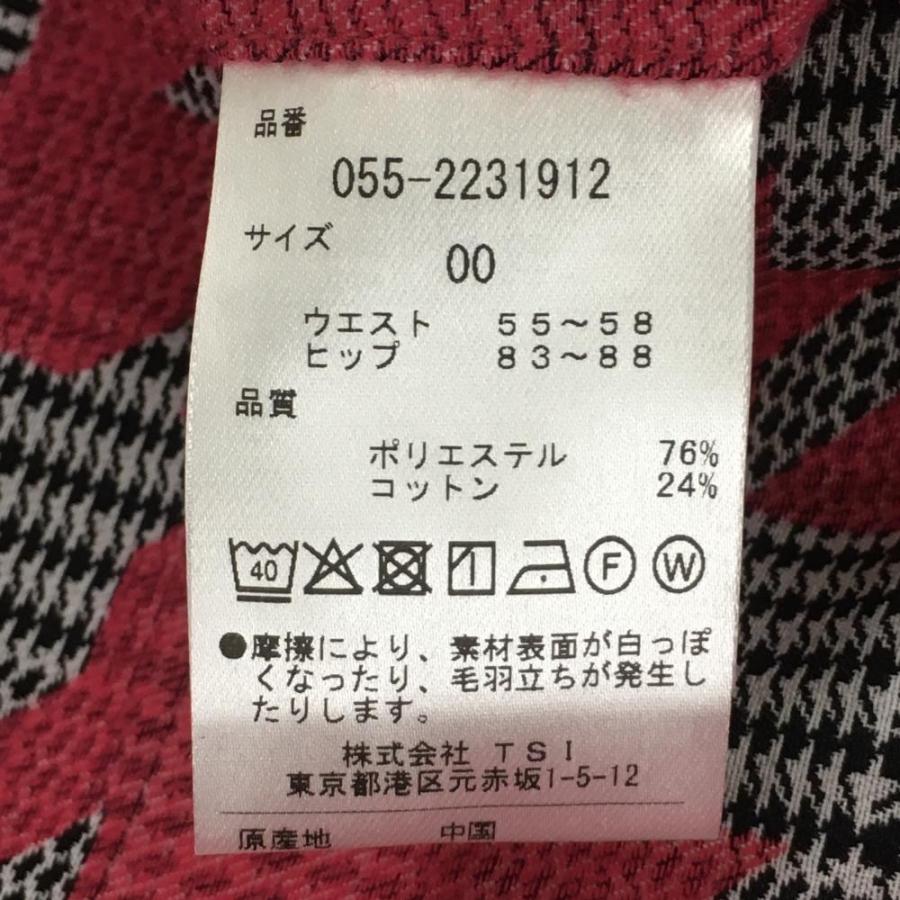 品番
055-2231912
サイズ
00
ウエスト 55〜58
ヒップ 83〜88
品質
ポリエステル 76%
コットン 24%
40 F W
●摩擦により、素材表面が白っぽ
くなったり、毛羽立ちが発生し
たりします。
株式会社 TSI
東京都港区元赤坂1-5-12
原産地 中国